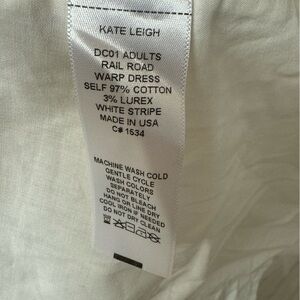 KATE LEIGH
DC01 ADULTS
RAIL ROAD
WARP DRESS
SELF 97% COTTON
3% LUREX
WHITE STRIPE
MADE IN USA
C# 1534
MACHINE WASH COLD
GENTLE CYCLE
WASH COLORS
SEPARATELY
DO NOT BLEACH
HANG OR LINE DRY
COOL IRON IF NEEDED
DO NOT DRY CLEAN